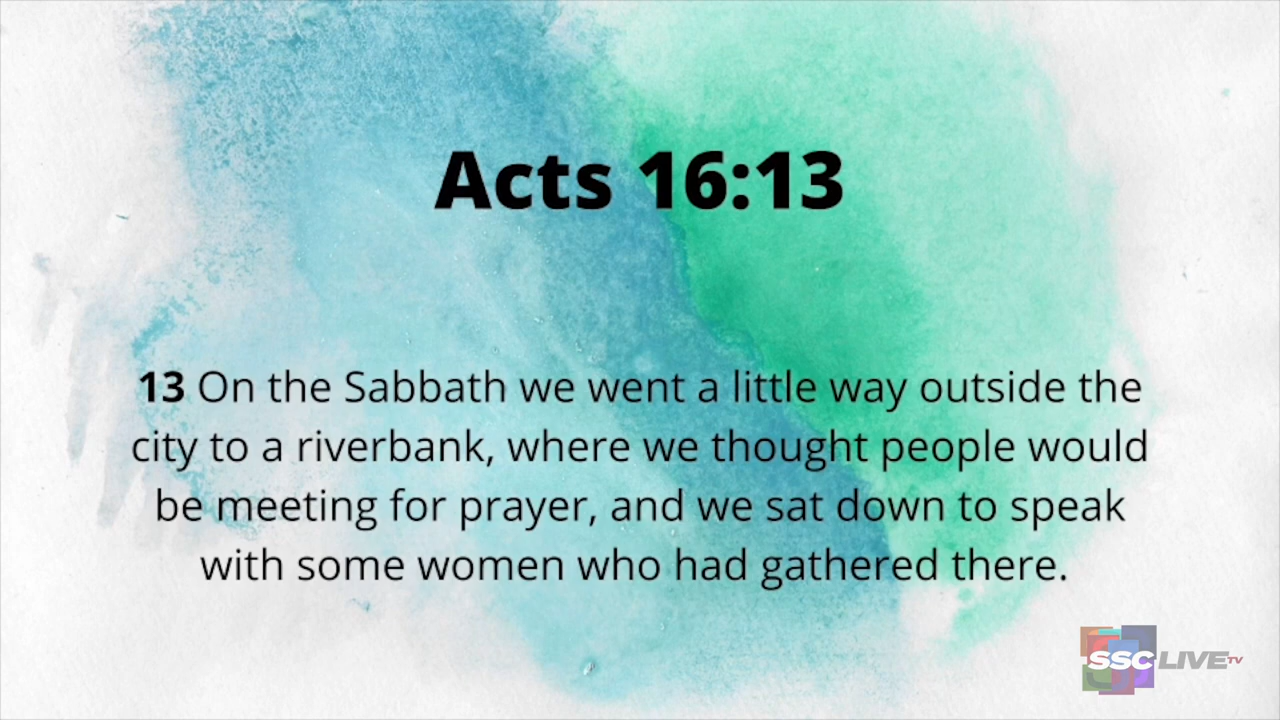 Acts 16:13
13 On the Sabbath we went a little way outside the
city to a riverbank, where we thought people would
be meeting for prayer, and we sat down to speak
with some women who had gathered there.
SSC LIVE TV